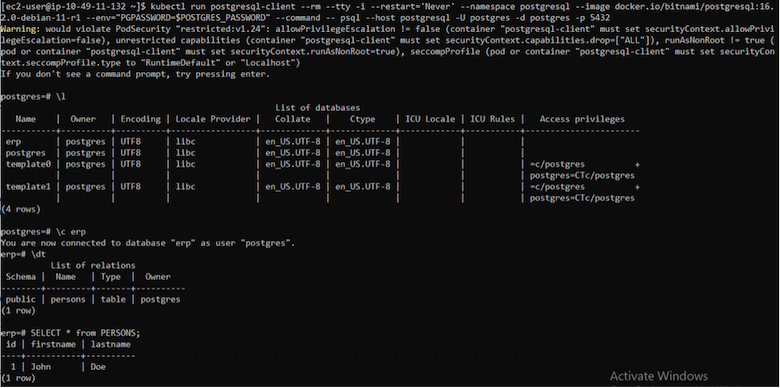 [ec2-user@ip-10-49-11-132 ~]$ kubectl run postgresql-client --rm --tty -i --restart='Never' --namespace postgresql --image docker.io/bitnami/postgresql:16.
2.0-debian-11-r1 --env="PGPASSWORD=$POSTGRES_PASSWORD" --command -- psql --host postgresql -U postgres -d postgres -p 5432
Warning: would violate PodSecurity "restricted:v1.24": allowPrivilegeEscalation != false (container "postgresql-client" must set securityContext.allowPrivi
legeEscalation=false), unrestricted capabilities (container "postgresql-client" must set securityContext.capabilities.drop=["ALL"]), runAsNonRoot != true (
pod or container "postgresql-client" must set securityContext.runAsNonRoot=true), seccompProfile (pod or container "postgresql-client" must set securityCon
text.seccompProfile.type to "RuntimeDefault" or "Localhost")
If you don't see a command prompt, try pressing enter.

postgres=# \l
                                                List of databases
   Name    |  Owner   | Encoding | Locale Provider |   Collate   |    Ctype    | ICU Locale | ICU Rules |   Access privileges
-----------+----------+----------+-----------------+-------------+-------------+------------+-----------+-----------------------
 erp       | postgres | UTF8     | libc            | en_US.UTF-8 | en_US.UTF-8 |            |           |
 postgres  | postgres | UTF8     | libc            | en_US.UTF-8 | en_US.UTF-8 |            |           |
 template0 | postgres | UTF8     | libc            | en_US.UTF-8 | en_US.UTF-8 |            |           | =c/postgres          +
           |          |          |                 |             |             |            |           | postgres=CTc/postgres
 template1 | postgres | UTF8     | libc            | en_US.UTF-8 | en_US.UTF-8 |            |           | =c/postgres          +
           |          |          |                 |             |             |            |           | postgres=CTc/postgres
(4 rows)

postgres=# \c erp
You are now connected to database "erp" as user "postgres".
erp=# \dt
          List of relations
 Schema |  Name   | Type  |  Owner
--------+---------+-------+----------
 public | persons | table | postgres
(1 row)

erp=# SELECT * from PERSONS;
 id | firstname | lastname
----+-----------+----------
  1 | John      | Doe
(1 row)
Activate Windows